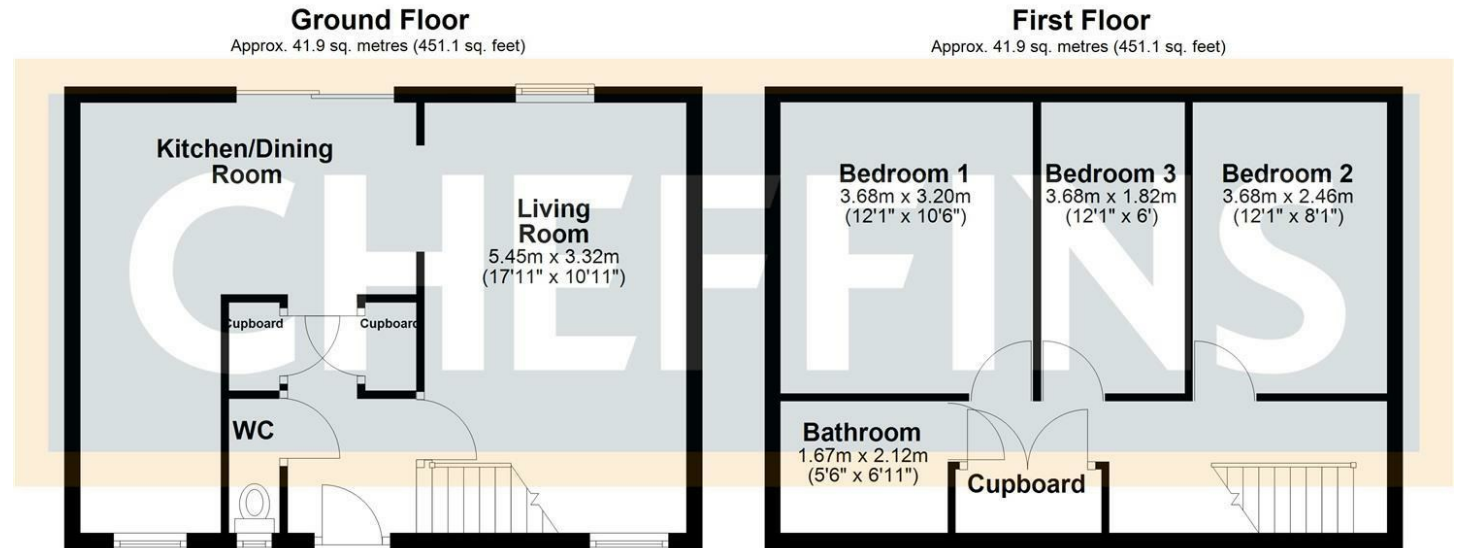 Ground Floor
Approx. 41.9 sq. metres (451.1 sq. feet)
Kitchen/Dining
Room
Living
Room
5.45m x 3.32m
(17'11" x 10'11")
Cupboard
Cupboard
WC
First Floor
Approx. 41.9 sq. metres (451.1 sq. feet)
Bedroom 1
3.68m x 3.20m
(12'1" x 10'6")
Bedroom 3
3.68m x 1.82m
(12'1" x 6')
Bedroom 2
3.68m x 2.46m
(12'1" x 8'1")
Bathroom
1.67m x 2.12m
(5'6" x 6'11")
Cupboard
CHEFFINS